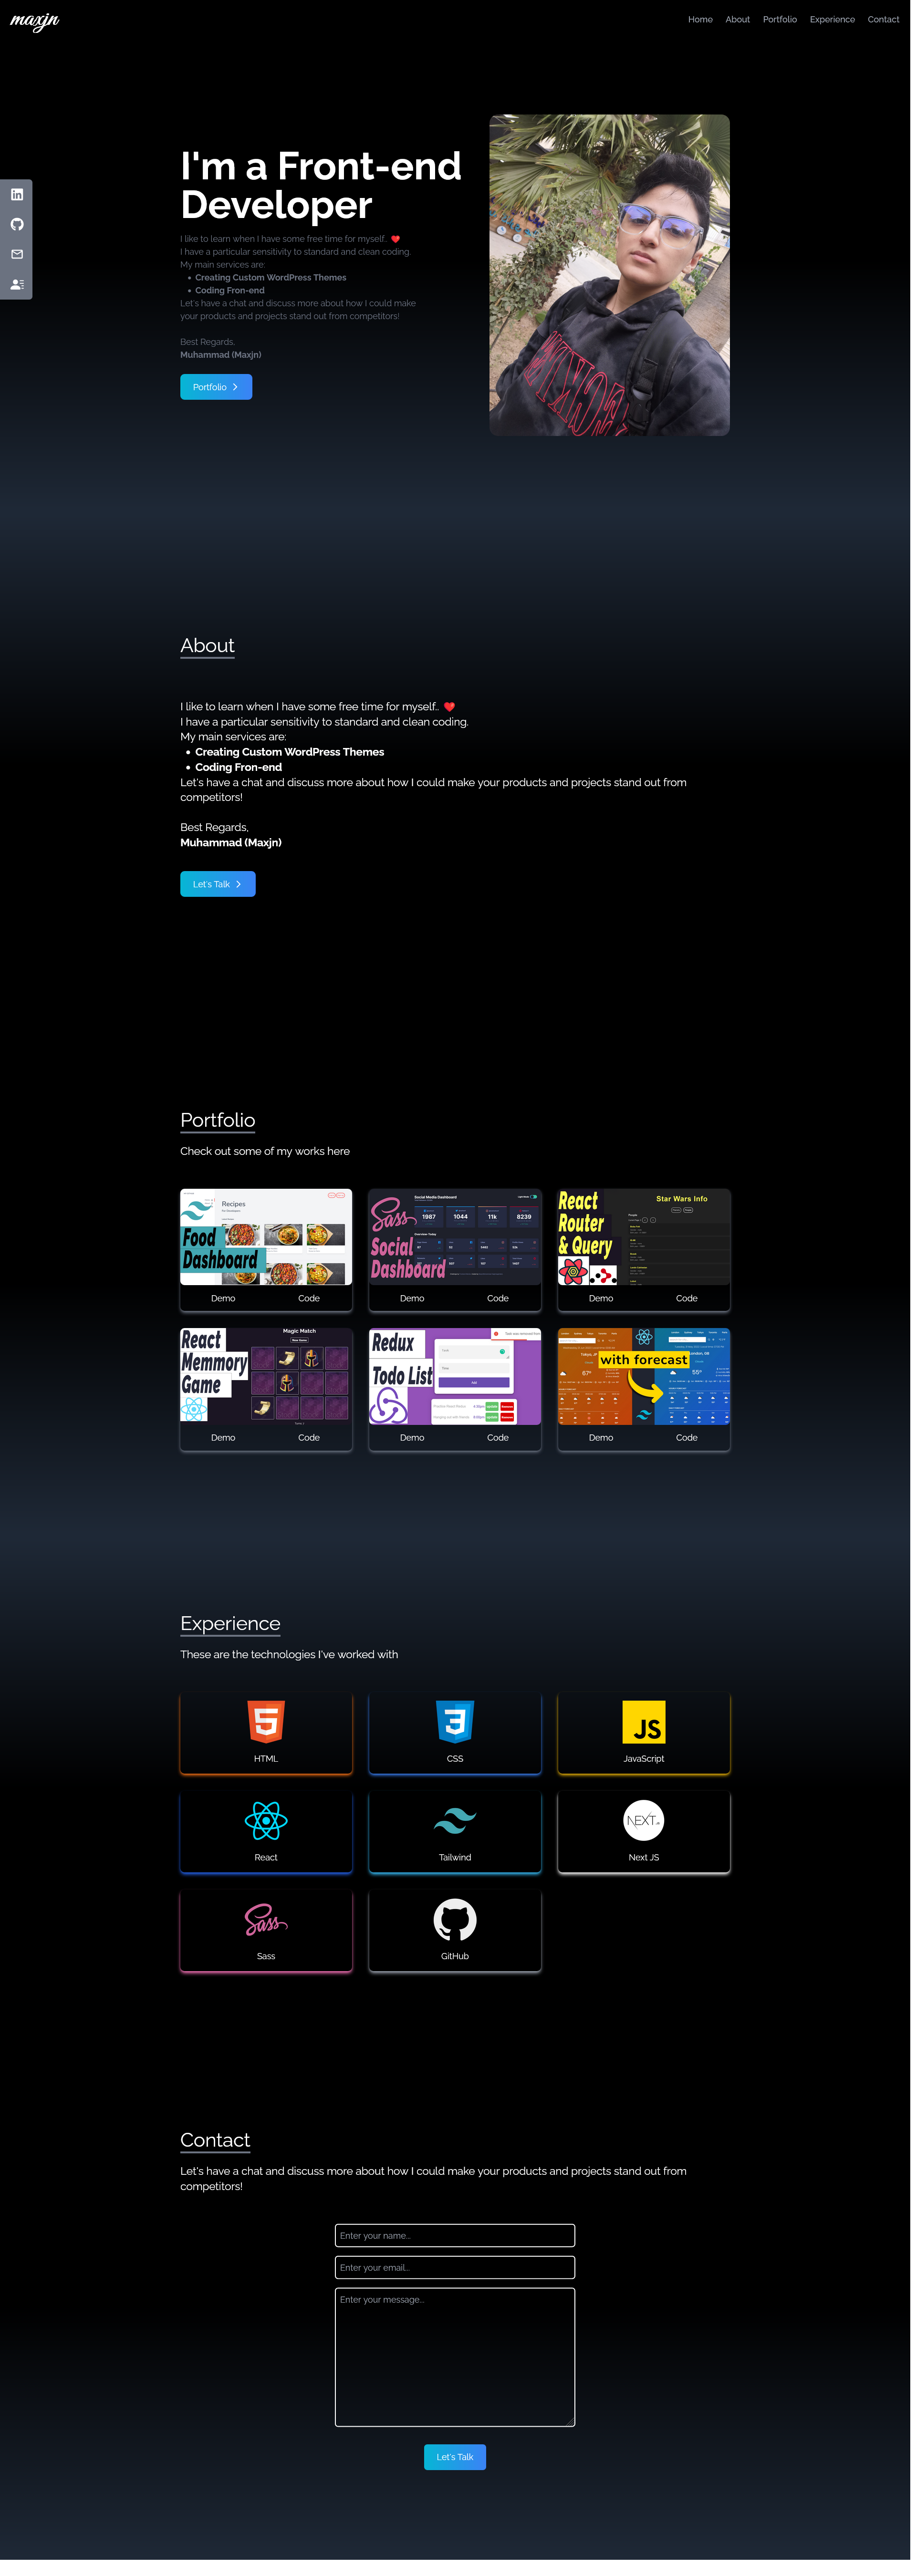 maxjn
Home About Portfolio Experience Contact
I'm a Front-end
Developer
I like to learn when I have some free time for myself.. ❤️
I have a particular sensitivity to standard and clean coding.
My main services are:
• Creating Custom WordPress Themes
• Coding Fron-end
Let's have a chat and discuss more about how I could make
your products and projects stand out from competitors!
Best Regards,
Muhammad (Maxjn)
Portfolio
About
I like to learn when I have some free time for myself.. ❤️
I have a particular sensitivity to standard and clean coding.
My main services are:
• Creating Custom WordPress Themes
• Coding Fron-end
Let's have a chat and discuss more about how I could make your products and projects stand out from
competitors!
Best Regards,
Muhammad (Maxjn)
Let's Talk
Portfolio
Check out some of my works here
Recipes
Food
Dashboard
Demo Code
Social Media Dashboard
1987 1044 11k 8239
Sass
Social
Dashboard
Demo Code
React
Router
& Query
Star Wars Info
Demo Code
React
Memmory
Game
Magic Match
Demo Code
Redux
Todo List
Demo Code
with forecast
67° 55°
Demo Code
Experience
These are the technologies I've worked with
HTML
CSS
JS
JavaScript
React
Tailwind
NEXT
Next JS
Sass
Sass
GitHub
Contact
Let's have a chat and discuss more about how I could make your products and projects stand out from
competitors!
Enter your name...
Enter your email...
Enter your message...
Let's Talk